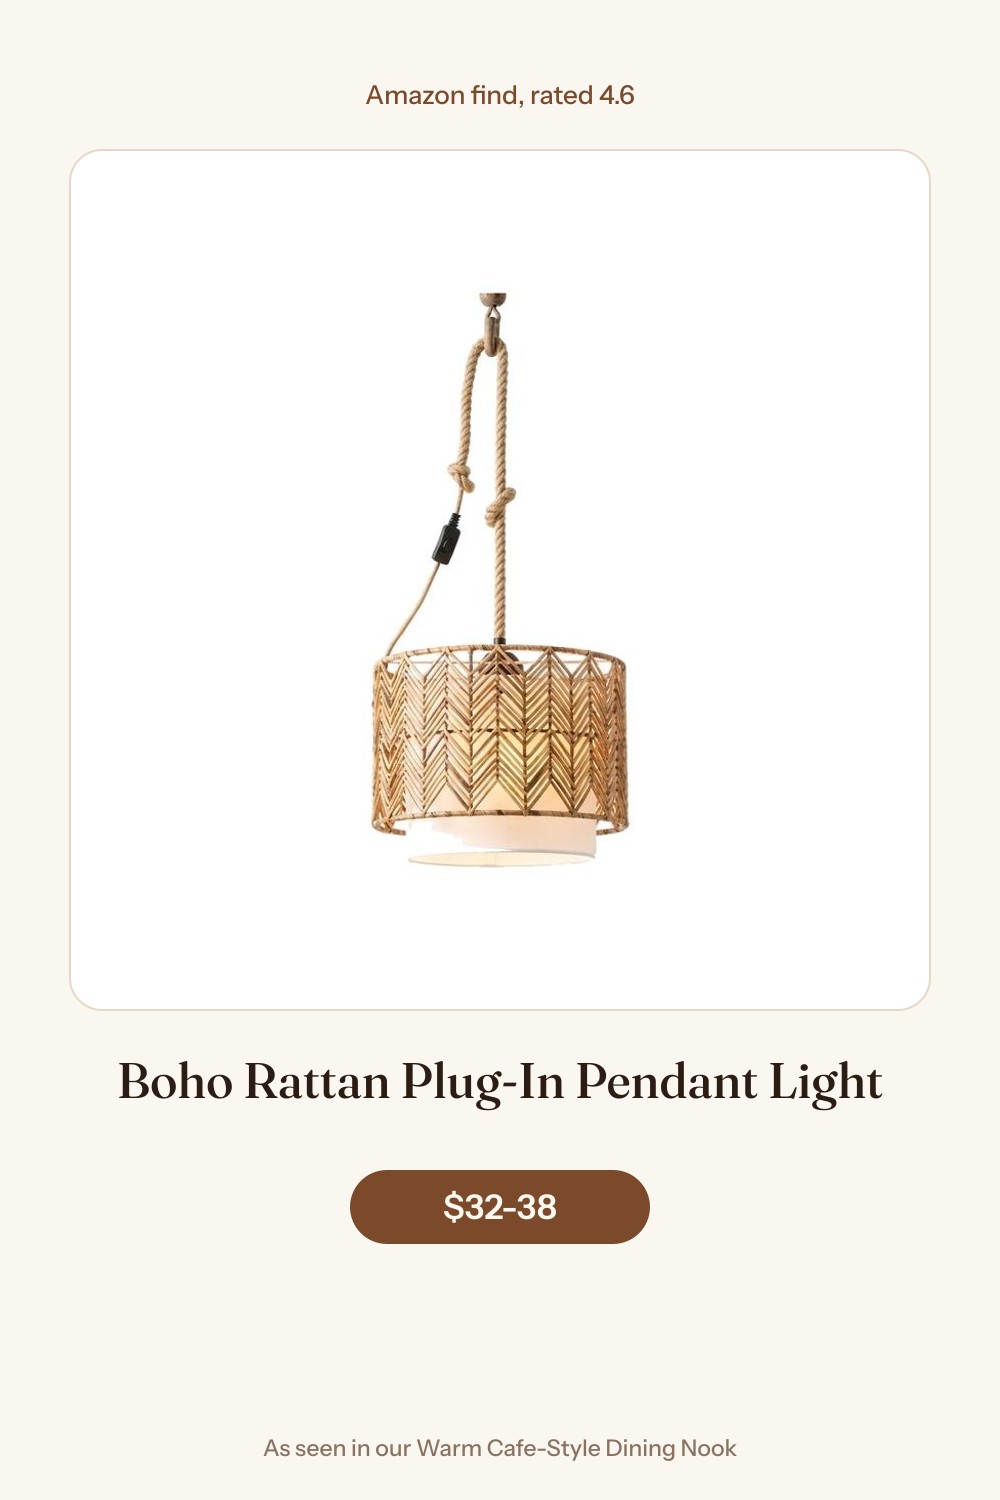 Amazon find, rated 4.6
Boho Rattan Plug-In Pendant Light
$32-38
As seen in our Warm Cafe-Style Dining Nook